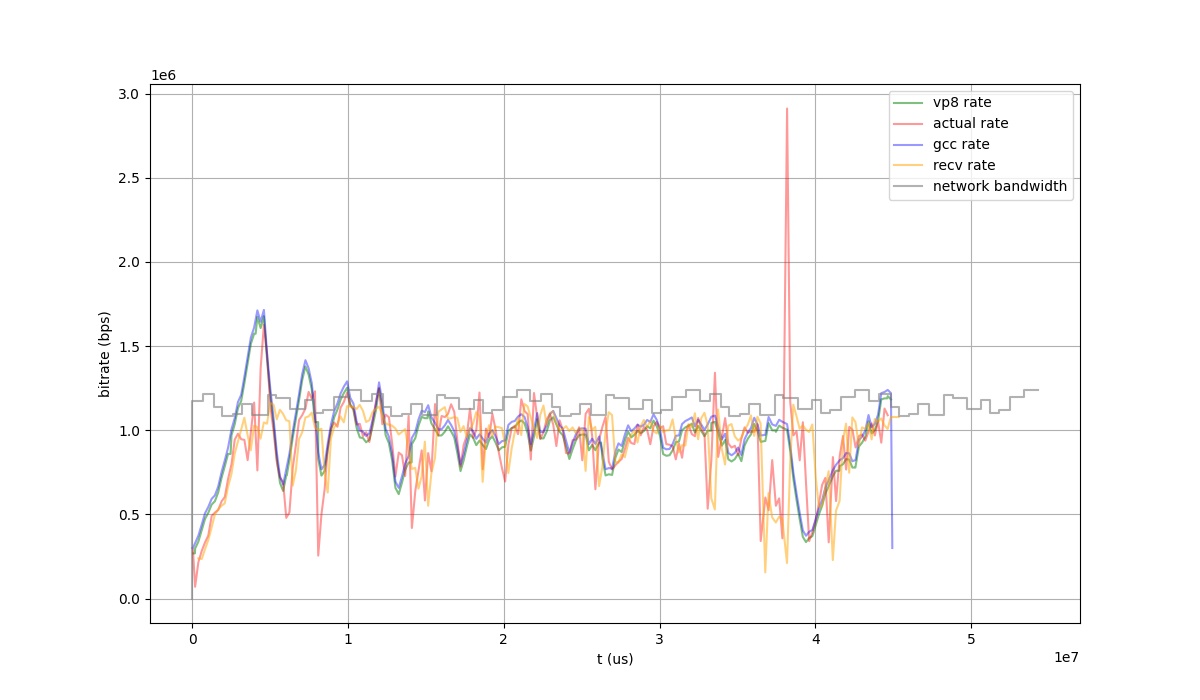 1e6
3.0
2.5
2.0
1.5
1.0
0.5
0.0
bitrate (bps)
vp8 rate
actual rate
gcc rate
recv rate
network bandwidth
0 1 2 3 4 5
t (us)
1e7